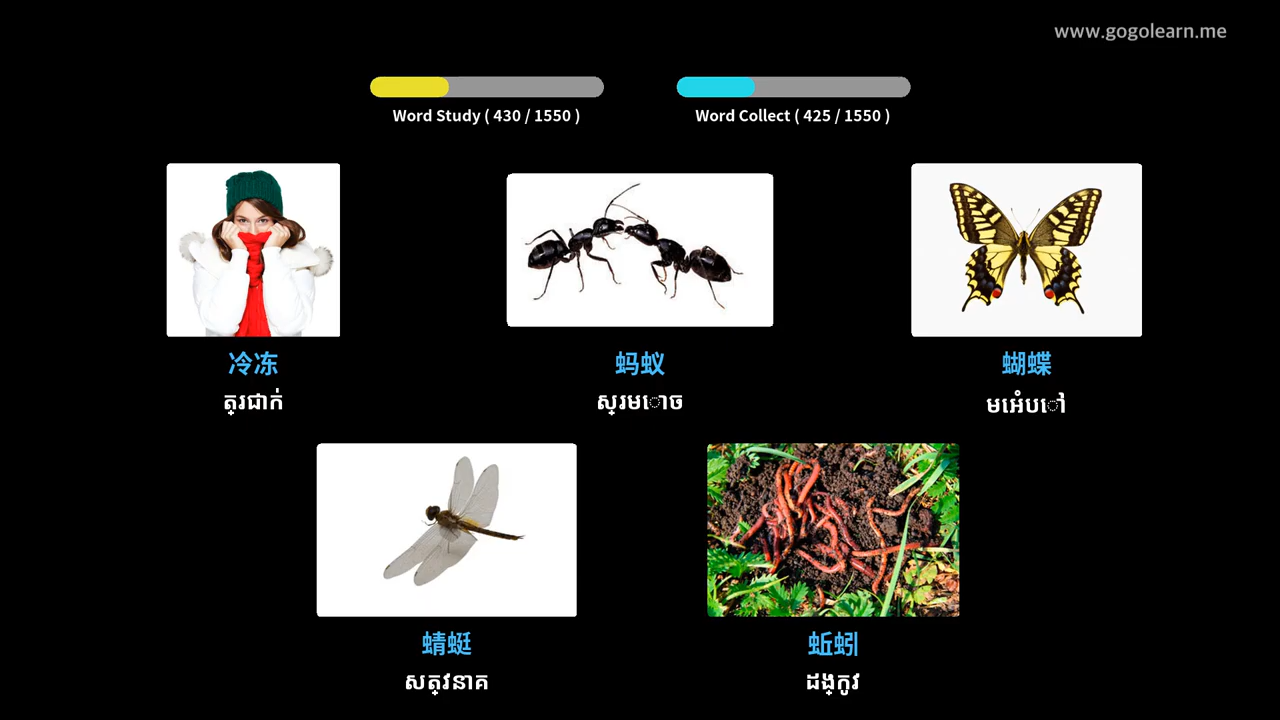 www.gogolearn.me
Word Study ( 430 / 1550 )
Word Collect ( 425 / 1550 )
冷冻
ត្រជាក់
蚂蚁
ស្រមោច
蝴蝶
មអំបៅ
蜻蜓
សត្វនាគ
蚯蚓
ដង្កូវ